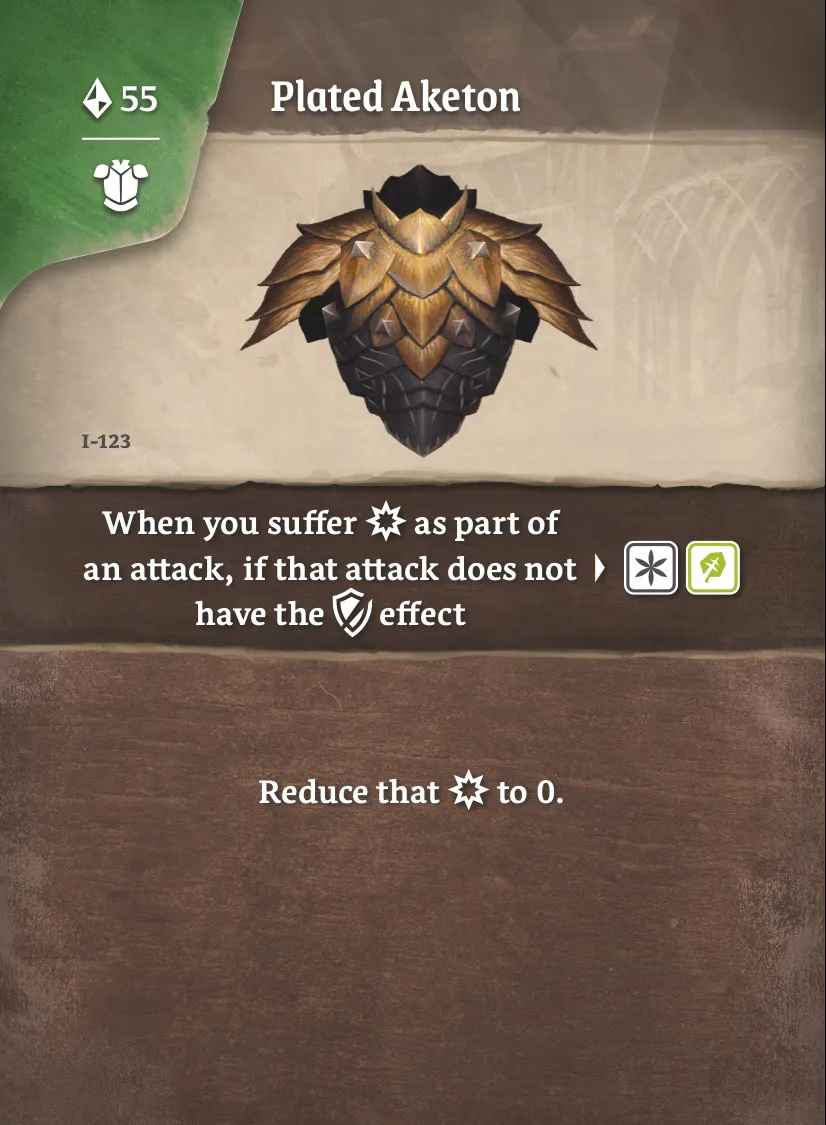 55
Plated Aketon
I-123
When you suffer as part of
an attack, if that attack does not
have the effect
Reduce that to 0.